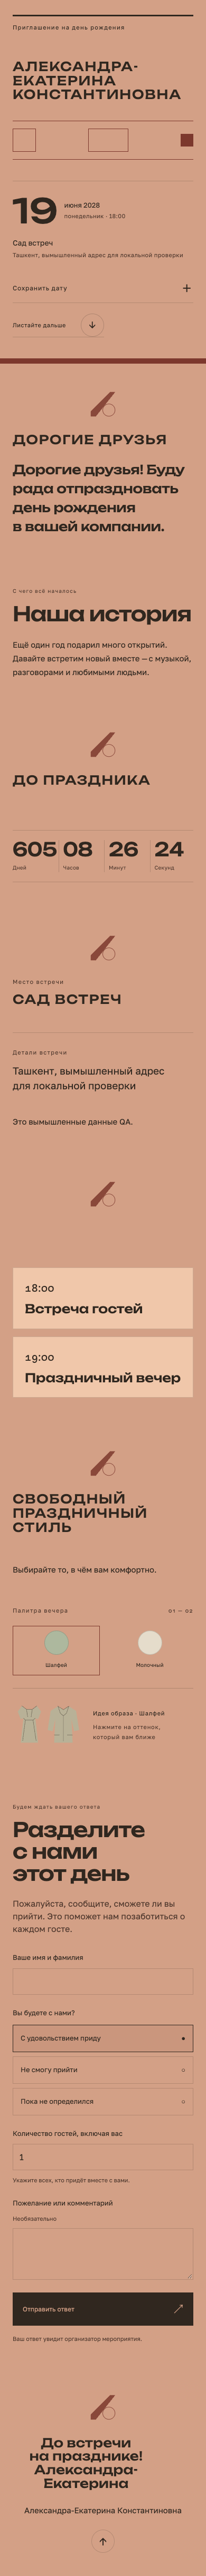 Приглашение на день рождения
АЛЕКСАНДРА-
ЕКАТЕРИНА
КОНСТАНТИНОВНА
19
июня 2028
понедельник · 18:00
Сад встреч
Ташкент, вымышленный адрес для локальной проверки
Сохранить дату
Листайте дальше
ДОРОГИЕ ДРУЗЬЯ
Дорогие друзья! Буду
рада отпраздновать
день рождения
в вашей компании.
С чего всё началось
Наша история
Ещё один год подарил много открытий.
Давайте встретим новый вместе — с музыкой,
разговорами и любимыми людьми.
ДО ПРАЗДНИКА
605 08 26 24
Дней Часов Минут Секунд
Место встречи
САД ВСТРЕЧ
Детали встречи
Ташкент, вымышленный адрес
для локальной проверки
Это вымышленные данные QA.
18:00
Встреча гостей
19:00
Праздничный вечер
СВОБОДНЫЙ
ПРАЗДНИЧНЫЙ
СТИЛЬ
Выбирайте то, в чём вам комфортно.
Палитра вечера 01 — 02
Шалфей Молочный
Идея образа · Шалфей
Нажмите на оттенок,
который вам ближе
Будем ждать вашего ответа
Разделите
с нами
этот день
Пожалуйста, сообщите, сможете ли вы
прийти. Это поможет нам позаботиться о
каждом госте.
Ваше имя и фамилия
Вы будете с нами?
С удовольствием приду
Не смогу прийти
Пока не определился
Количество гостей, включая вас
1
Укажите всех, кто придёт вместе с вами.
Пожелание или комментарий
Необязательно
Отправить ответ
Ваш ответ увидит организатор мероприятия.
До встречи
на празднике!
Александра-
Екатерина
Александра-Екатерина Константиновна